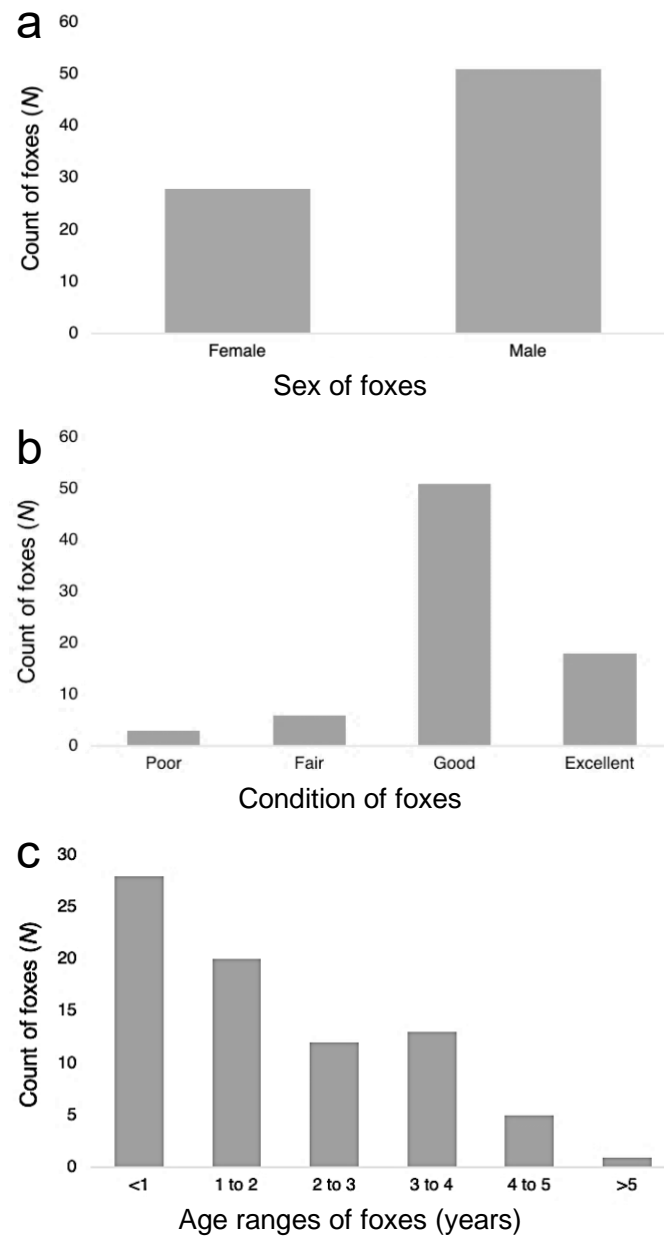 a
Count of foxes (N)
60
50
40
30
20
10
0
Female Male
Sex of foxes
b
Count of foxes (N)
60
50
40
30
20
10
0
Poor Fair Good Excellent
Condition of foxes
c
Count of foxes (N)
30
25
20
15
10
5
0
<1 1 to 2 2 to 3 3 to 4 4 to 5 >5
Age ranges of foxes (years)